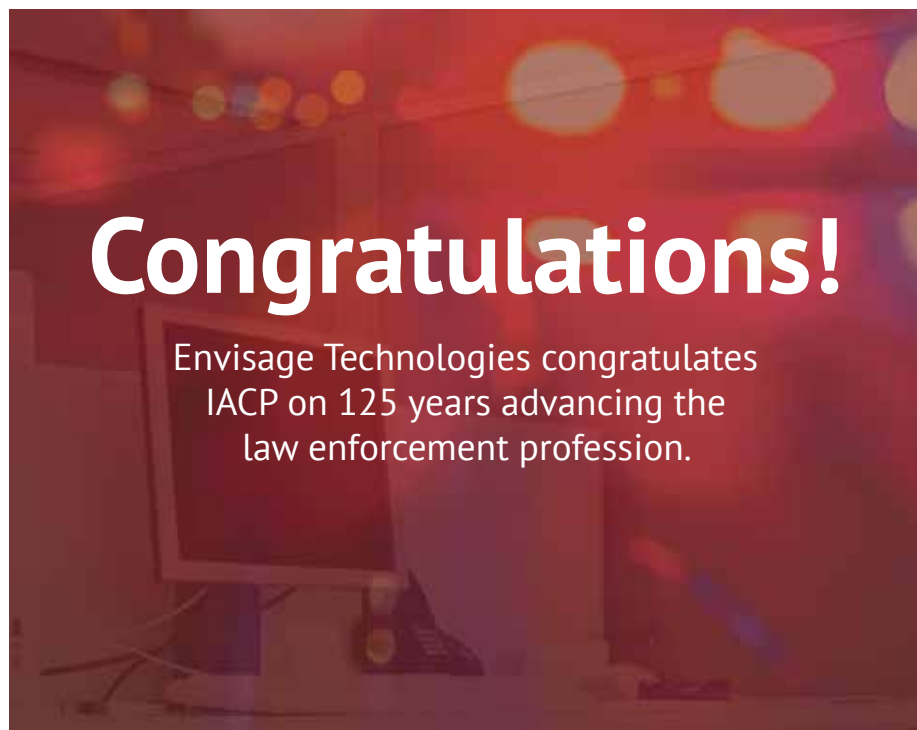 Congratulations!
Envisage Technologies congratulates
IACP on 125 years advancing the
law enforcement profession.